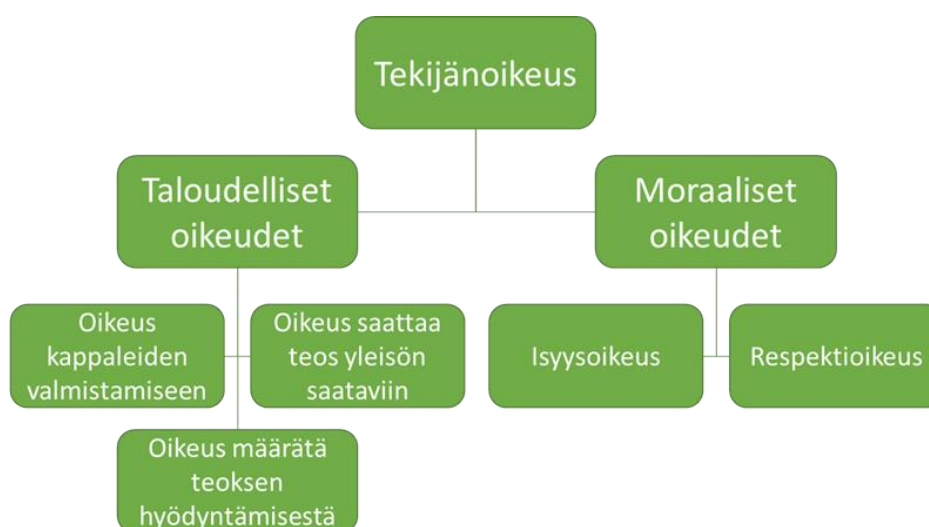 Tekijänoikeus
Taloudelliset
oikeudet
Moraaliset
oikeudet
Oikeus
kappaleiden
valmistamiseen
Oikeus saattaa
teos yleisön
saataviin
Isyysoikeus
Respektioikeus
Oikeus määrätä
teoksen
hyödyntämisestä